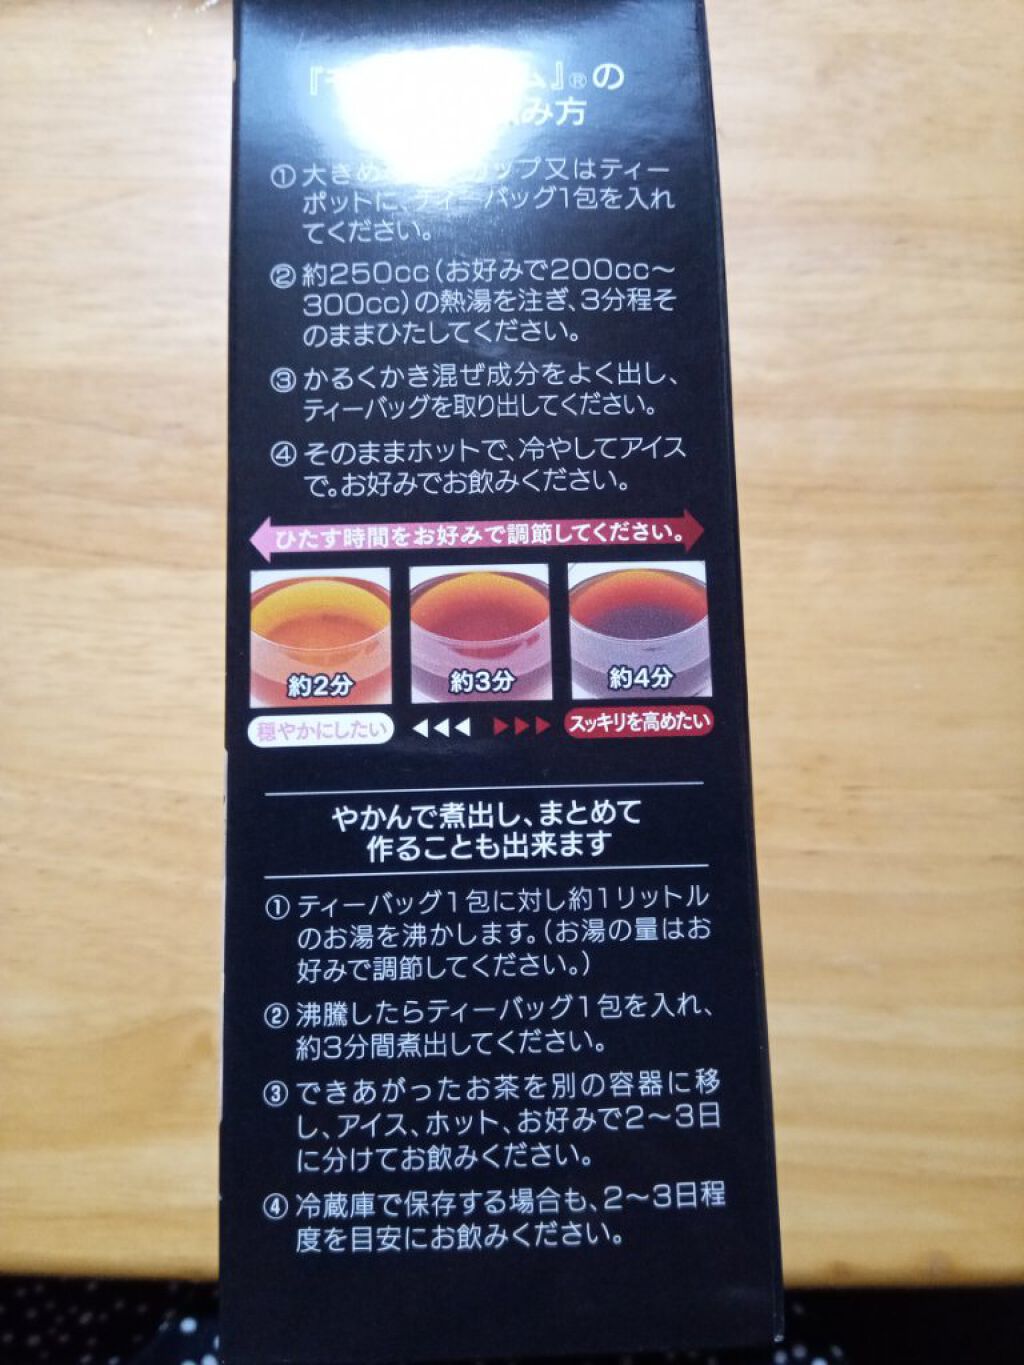 ム』®の
み方
① 大きめ カップ又はティー
ポットに、ティーバッグ1包を入れ
てください。
② 約250cc(お好みで200cc〜
300cc)の熱湯を注ぎ、3分程そ
のままひたしてください。
③ かるくかき混ぜ成分をよく出し、
ティーバッグを取り出してください。
④ そのままホットで、冷やしてアイス
で。お好みでお飲みください。
ひたす時間をお好みで調節してください。
約2分 約3分 約4分
穏やかにしたい スッキリを高めたい
やかんで煮出し、まとめて
作ることも出来ます
① ティーバッグ1包に対し約1リットル
のお湯を沸かします。(お湯の量はお
好みで調節してください。)
② 沸騰したらティーバッグ1包を入れ、
約3分間煮出してください。
③ できあがったお茶を別の容器に移
し、アイス、ホット、お好みで2〜3日
に分けてお飲みください。
④ 冷蔵庫で保存する場合も、2〜3日程
度を目安にお飲みください。